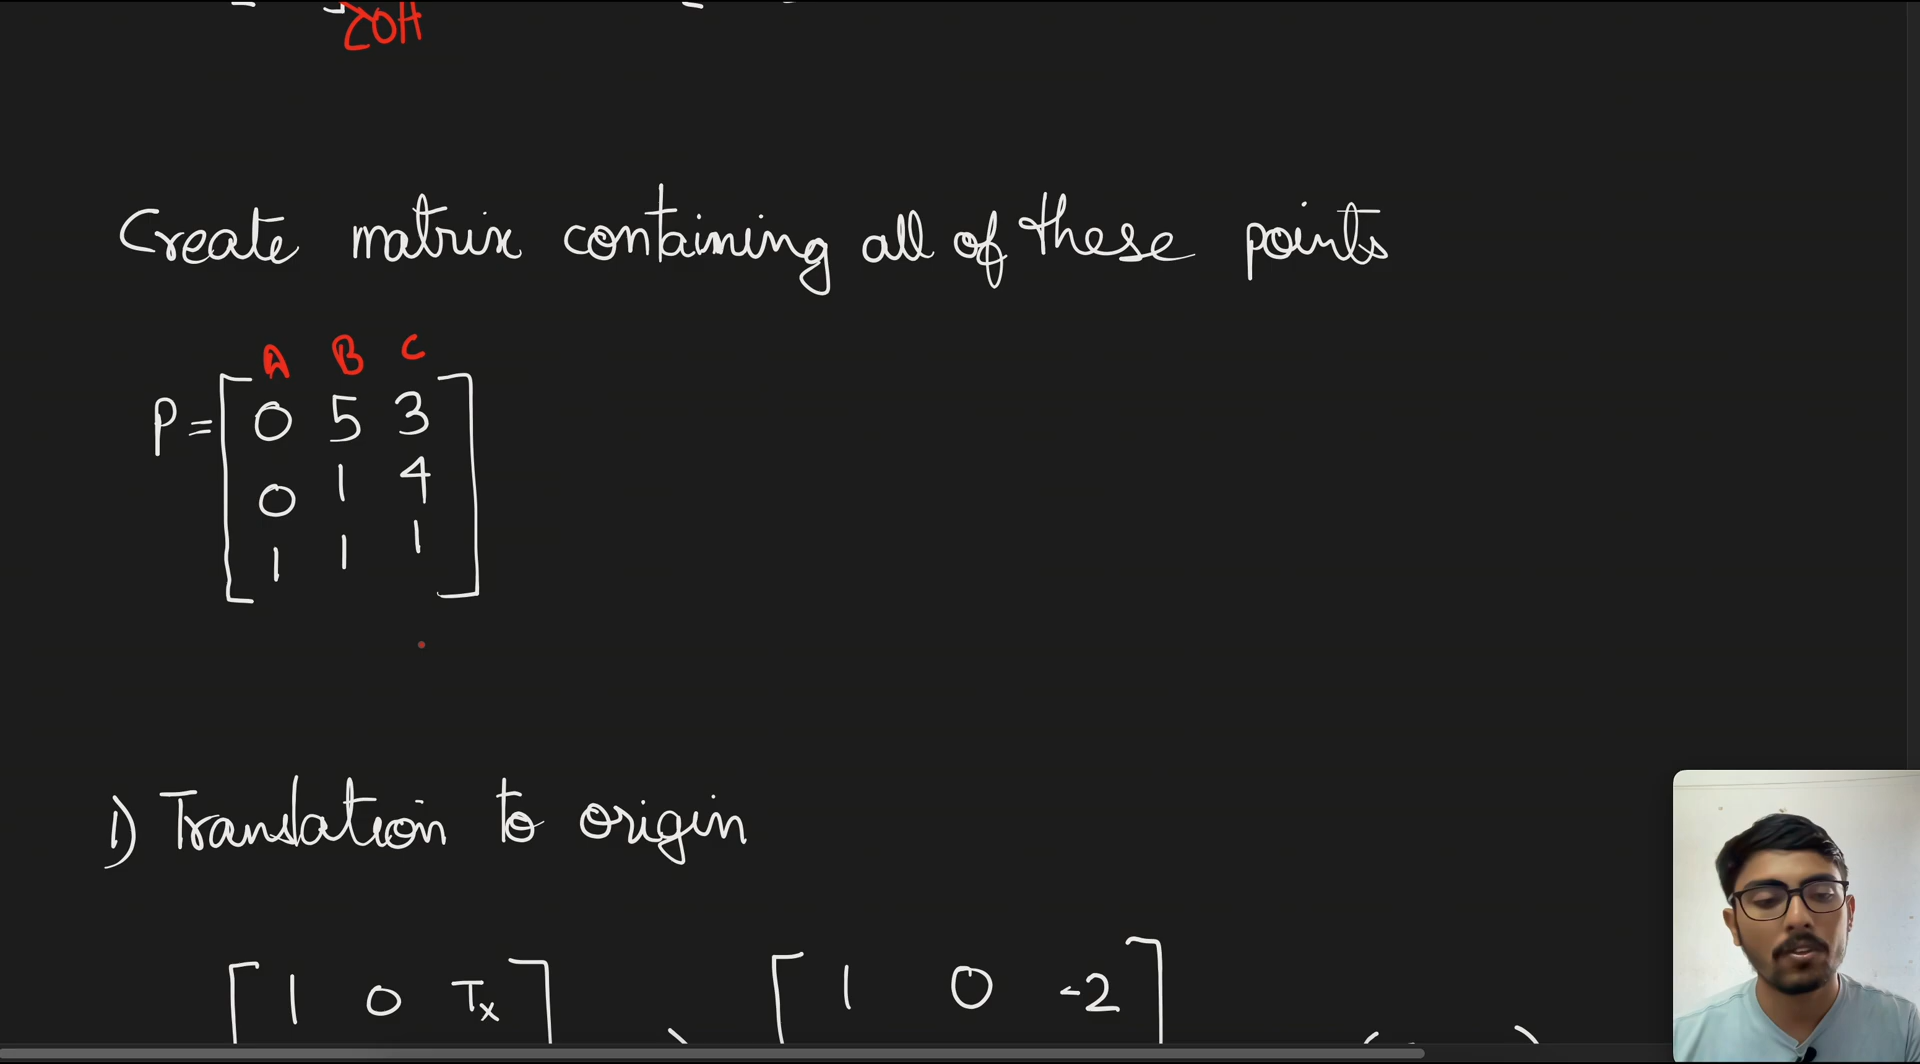 COH
Create matrix containing all of these points
A B C
P = [ 0 5 3
0 1 4
1 1 1 ]
1) Translation to origin
[ 1 0 Tx ] [ 1 0 -2 ]